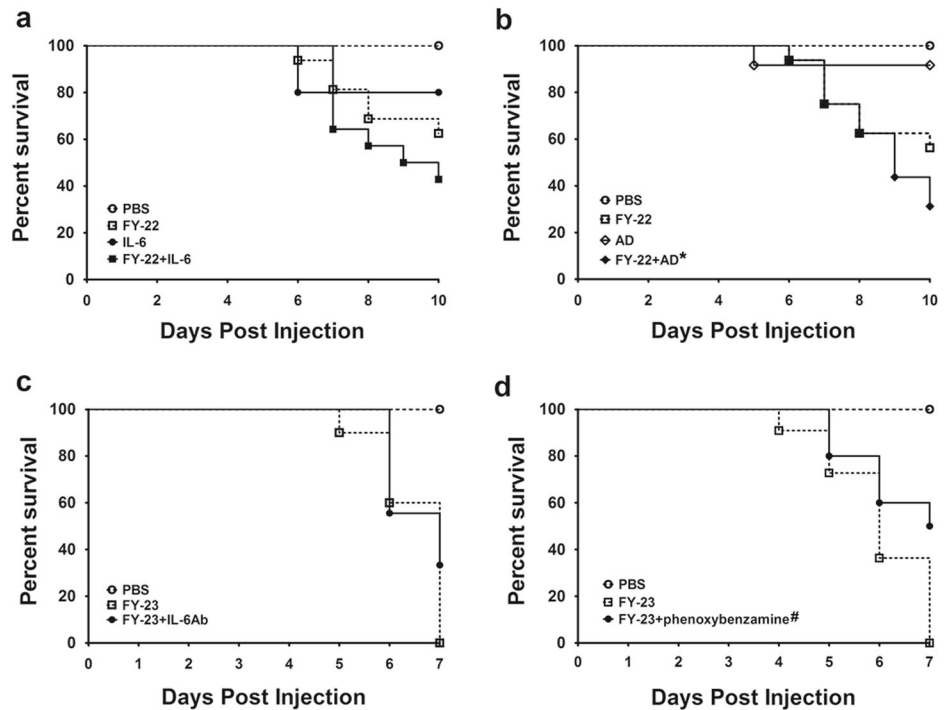 a
Percent survival
100
80
60
40
20
0
PBS
FY-22
IL-6
FY-22+IL-6
0 2 4 6 8 10
Days Post Injection
b
Percent survival
100
80
60
40
20
0
PBS
FY-22
AD
FY-22+AD*
0 2 4 6 8 10
Days Post Injection
c
Percent survival
100
80
60
40
20
0
PBS
FY-23
FY-23+IL-6Ab
0 1 2 3 4 5 6 7
Days Post Injection
d
Percent survival
100
80
60
40
20
0
PBS
FY-23
FY-23+phenoxybenzamine#
0 1 2 3 4 5 6 7
Days Post Injection